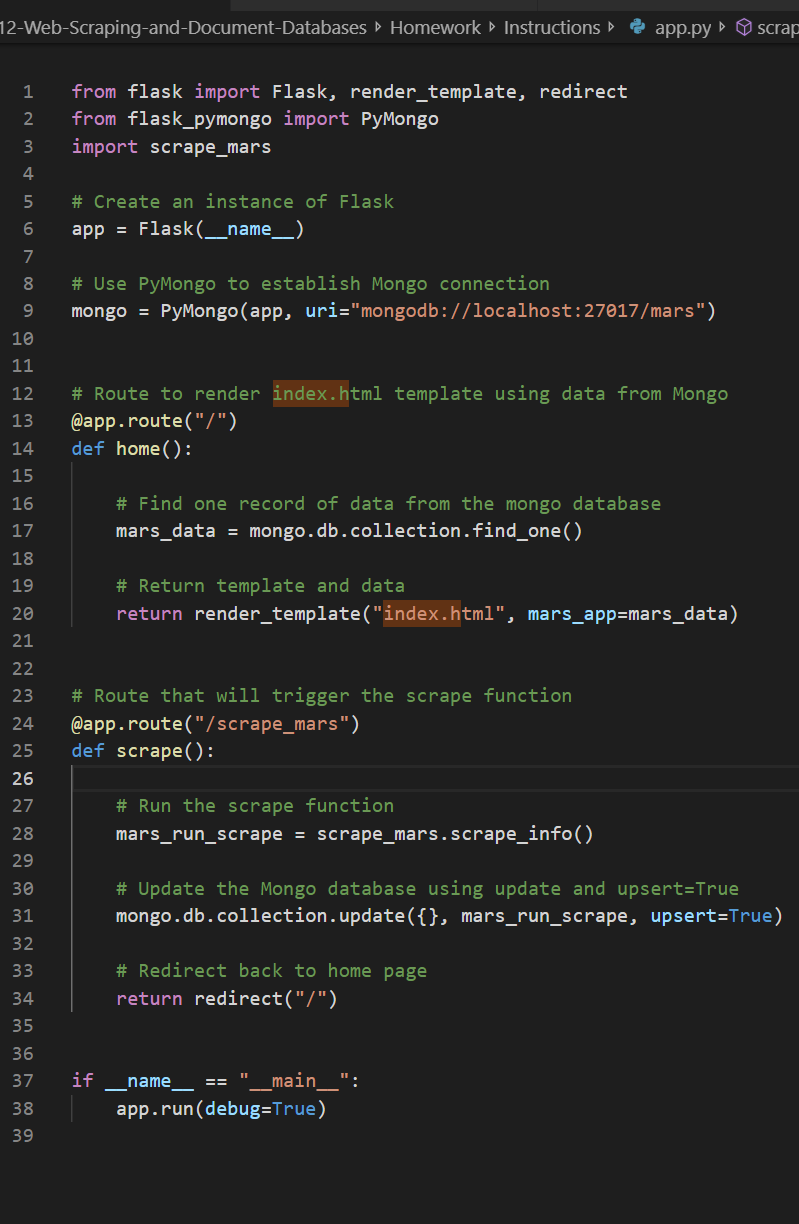 12-Web-Scraping-and-Document-Databases Homework Instructions app.py scrap
1 from flask import Flask, render_template, redirect
2 from flask_pymongo import PyMongo
3 import scrape_mars
4
5 # Create an instance of Flask
6 app = Flask(__name__)
7
8 # Use PyMongo to establish Mongo connection
9 mongo = PyMongo(app, uri="mongodb://localhost:27017/mars")
10
11
12 # Route to render index.html template using data from Mongo
13 @app.route("/")
14 def home():
15
16     # Find one record of data from the mongo database
17     mars_data = mongo.db.collection.find_one()
18
19     # Return template and data
20     return render_template("index.html", mars_app=mars_data)
21
22
23 # Route that will trigger the scrape function
24 @app.route("/scrape_mars")
25 def scrape():
26
27     # Run the scrape function
28     mars_run_scrape = scrape_mars.scrape_info()
29
30     # Update the Mongo database using update and upsert=True
31     mongo.db.collection.update({}, mars_run_scrape, upsert=True)
32
33     # Redirect back to home page
34     return redirect("/")
35
36
37 if __name__ == "__main__":
38     app.run(debug=True)
39